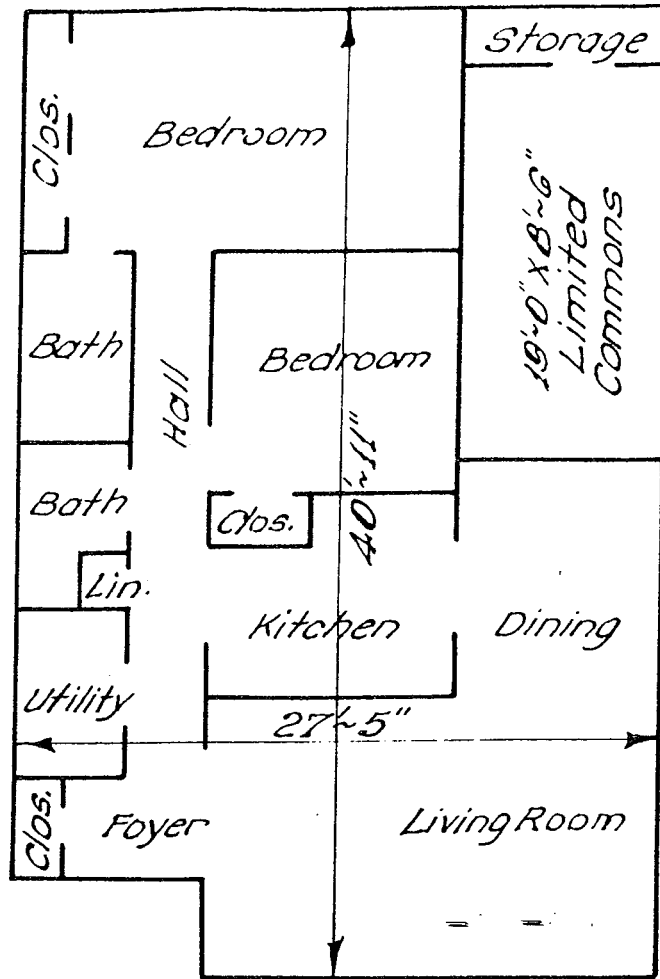 Storage
Clos.
Bedroom
19'~0" X 8'~6"
Limited
Commons
Bath
Bedroom
Hall
40'~11"
Bath
Clos.
Lin.
Kitchen
Dining
Utility
27'~5"
Clos.
Foyer
Living Room